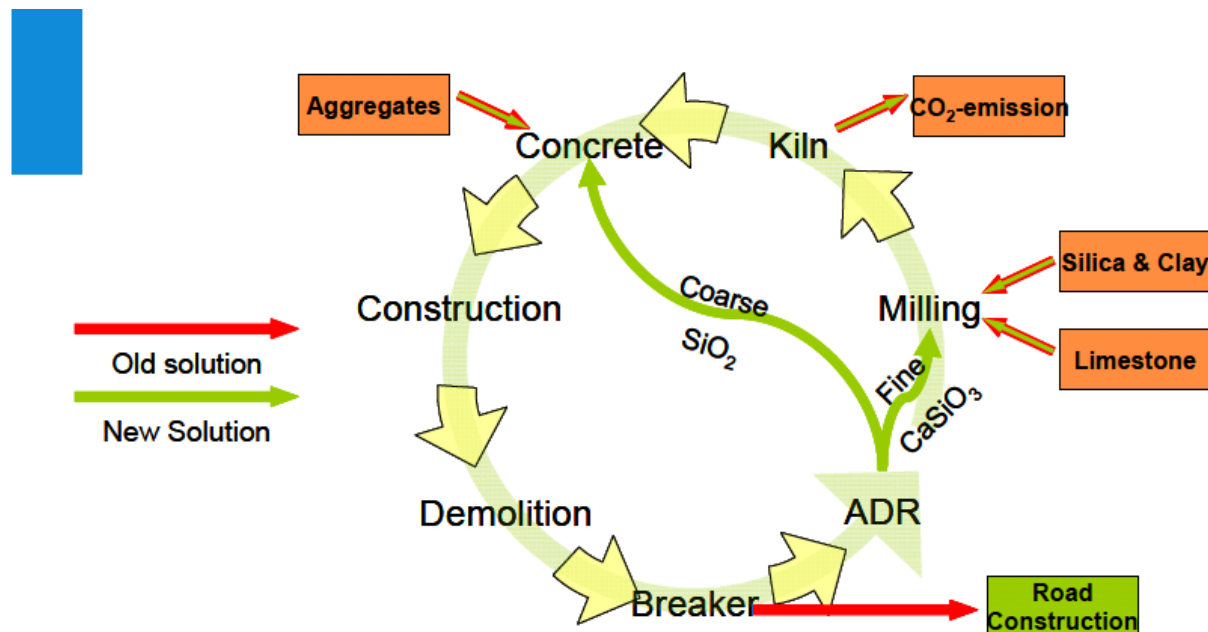 Aggregates
CO₂-emission
Concrete
Kiln
Silica & Clay
Coarse
Construction
Milling
SiO₂
Limestone
Old solution
Fine
CaSiO₃
New Solution
Demolition
ADR
Breaker
Road
Construction